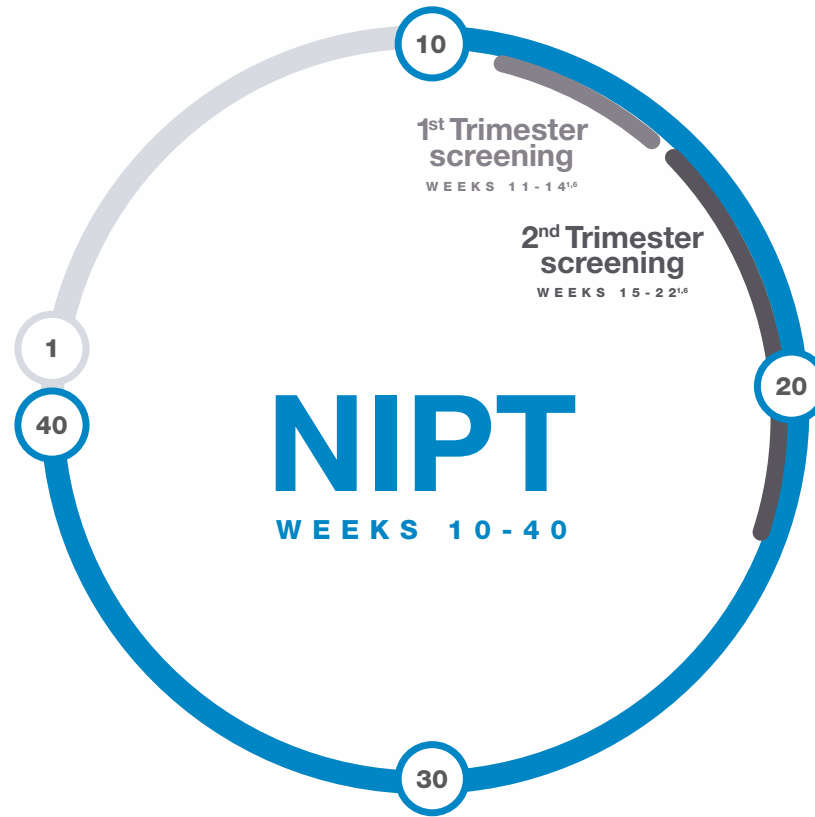 10
1st Trimester
screening
WEEKS 11-141,6
2nd Trimester
screening
WEEKS 15-221,6
1
20
40
NIPT
WEEKS 10-40
30